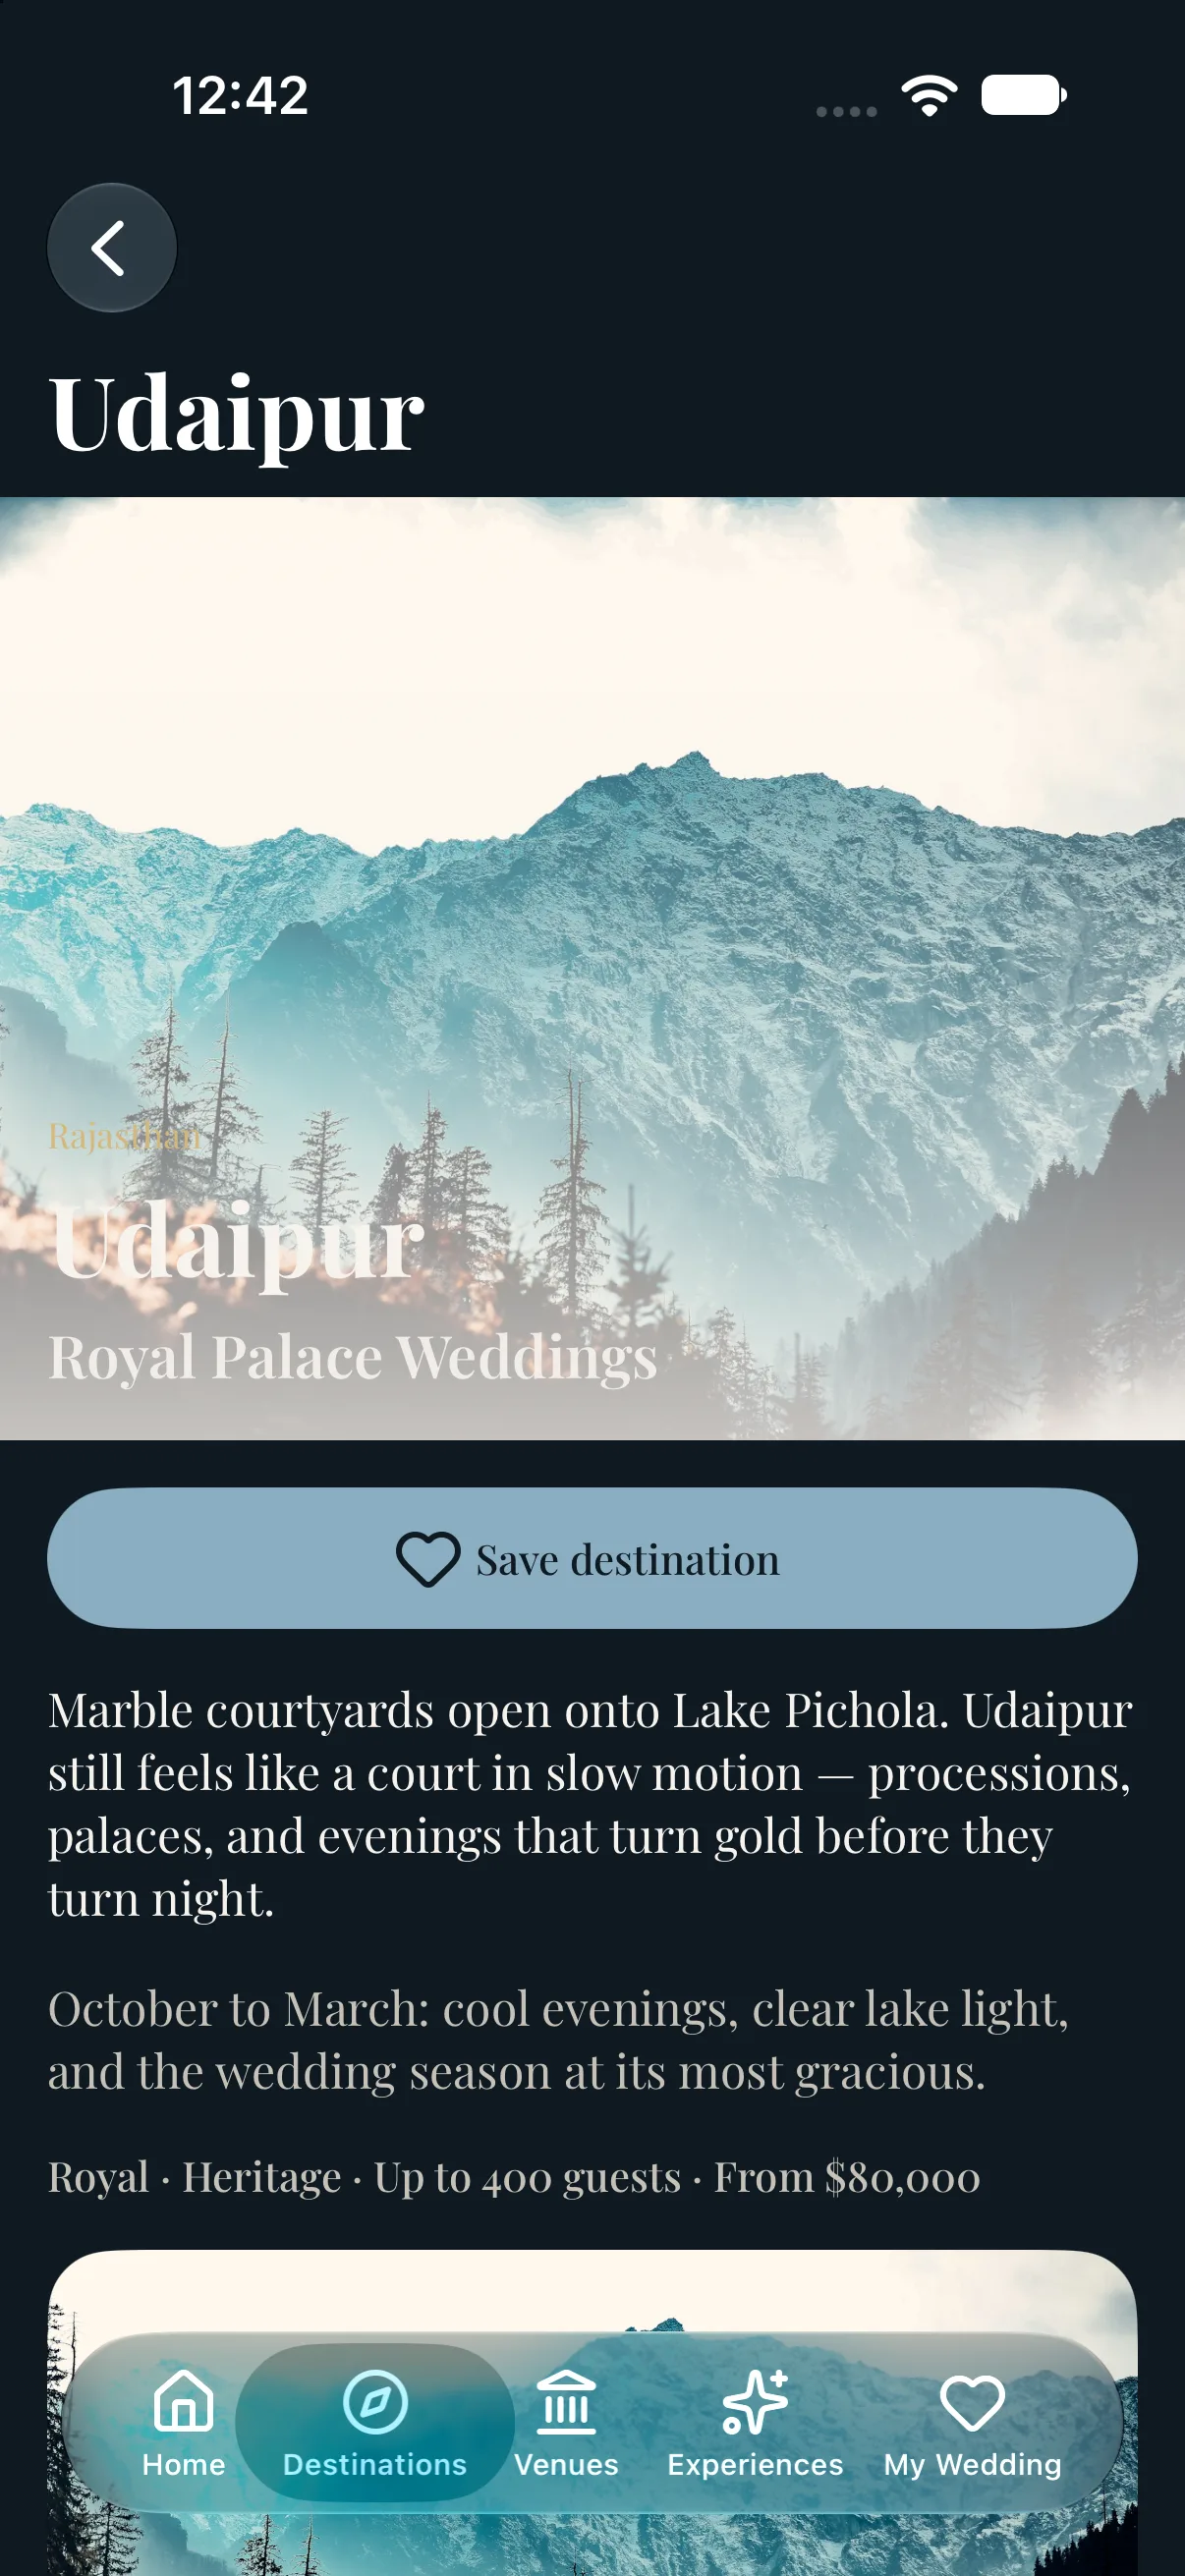 12:42
Udaipur
Rajasthan
Udaipur
Royal Palace Weddings
Save destination
Marble courtyards open onto Lake Pichola. Udaipur
still feels like a court in slow motion — processions,
palaces, and evenings that turn gold before they
turn night.
October to March: cool evenings, clear lake light,
and the wedding season at its most gracious.
Royal · Heritage · Up to 400 guests · From $80,000
Home Destinations Venues Experiences My Wedding